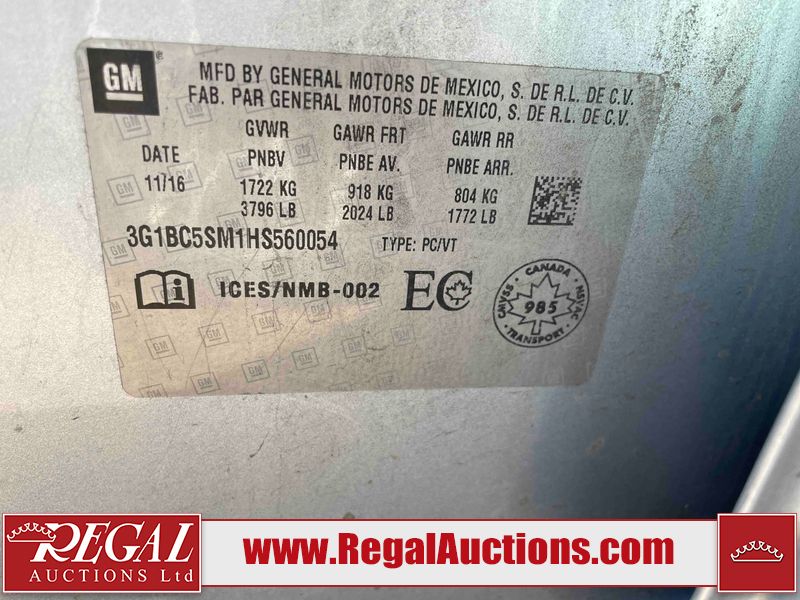 GM
MFD BY GENERAL MOTORS DE MEXICO, S. DE R.L. DE C.V.
FAB. PAR GENERAL MOTORS DE MEXICO, S. DE R.L. DE C.V.
DATE GVWR GAWR FRT GAWR RR
PNBV PNBE AV. PNBE ARR.
11/16 1722 KG 918 KG 804 KG
3796 LB 2024 LB 1772 LB
3G1BC5SM1HS560054 TYPE: PC/VT
i ICES/NMB-002 EC
CANADA
CMVSS 985 NSVAC
TRANSPORT
REGAL
AUCTIONS Ltd
www.RegalAuctions.com